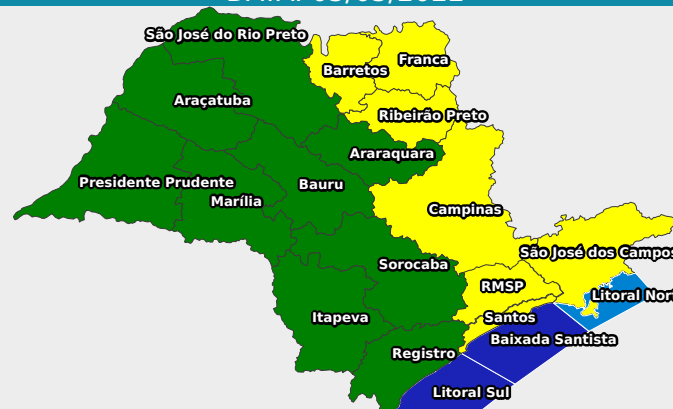 São José do Rio Preto
Franca
Barretos
Araçatuba
Ribeirão Preto
Araraquara
Presidente Prudente
Bauru
Marília
Campinas
São José dos Campos
Sorocaba
RMSP
Litoral Nort
Itapeva
Santos
Baixada Santista
Registro
Litoral Sul